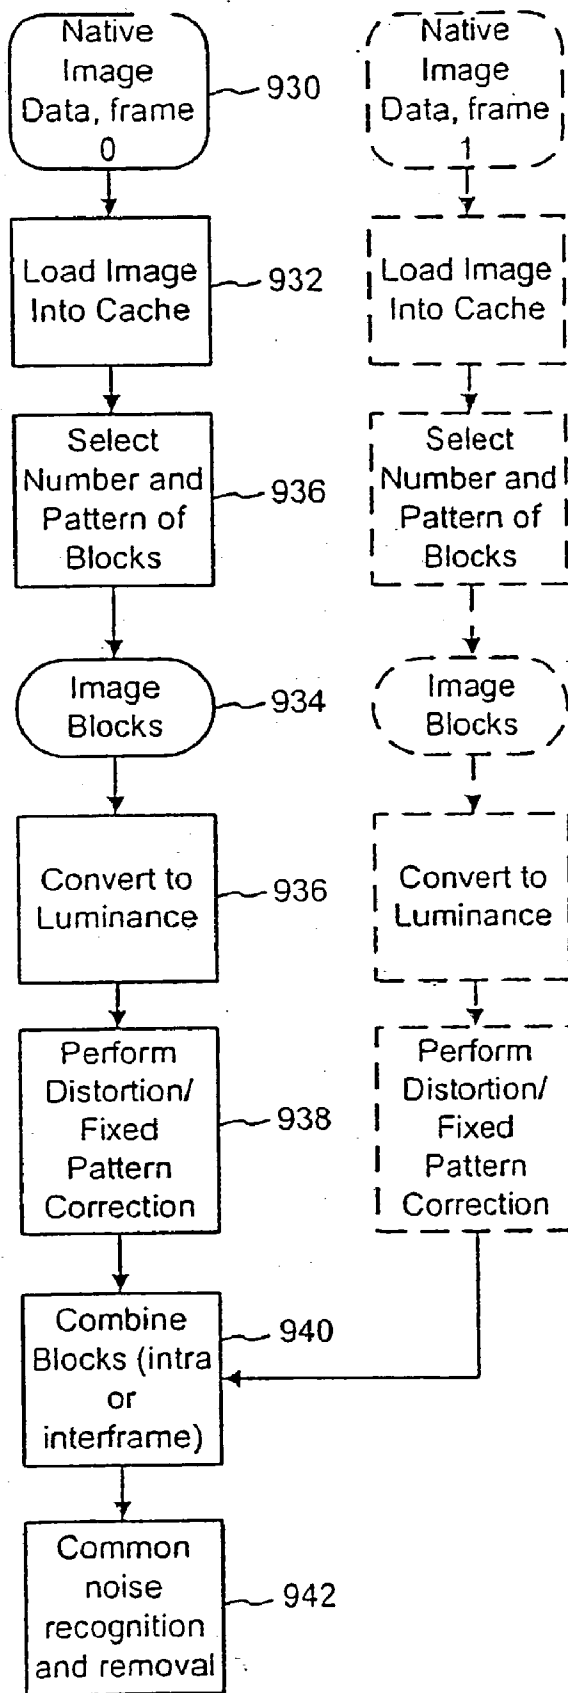 Native
Image
Data, frame
0
930
Load Image
Into Cache
932
Select
Number and
Pattern of
Blocks
936
Image
Blocks
934
Convert to
Luminance
936
Perform
Distortion/
Fixed
Pattern
Correction
938
Combine
Blocks (intra
or
interframe)
940
Common
noise
recognition
and removal
942
Native
Image
Data, frame
1
Load Image
Into Cache
Select
Number and
Pattern of
Blocks
Image
Blocks
Convert to
Luminance
Perform
Distortion/
Fixed
Pattern
Correction